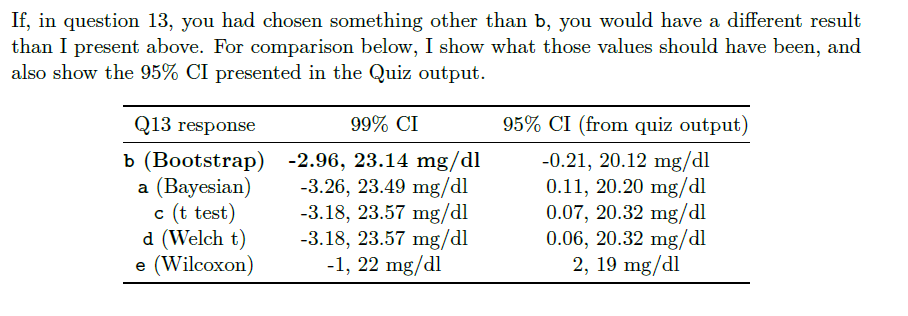 If, in question 13, you had chosen something other than b, you would have a different result
than I present above. For comparison below, I show what those values should have been, and
also show the 95% CI presented in the Quiz output.
Q13 response 99% CI 95% CI (from quiz output)
b (Bootstrap) -2.96, 23.14 mg/dl -0.21, 20.12 mg/dl
a (Bayesian) -3.26, 23.49 mg/dl 0.11, 20.20 mg/dl
c (t test) -3.18, 23.57 mg/dl 0.07, 20.32 mg/dl
d (Welch t) -3.18, 23.57 mg/dl 0.06, 20.32 mg/dl
e (Wilcoxon) -1, 22 mg/dl 2, 19 mg/dl